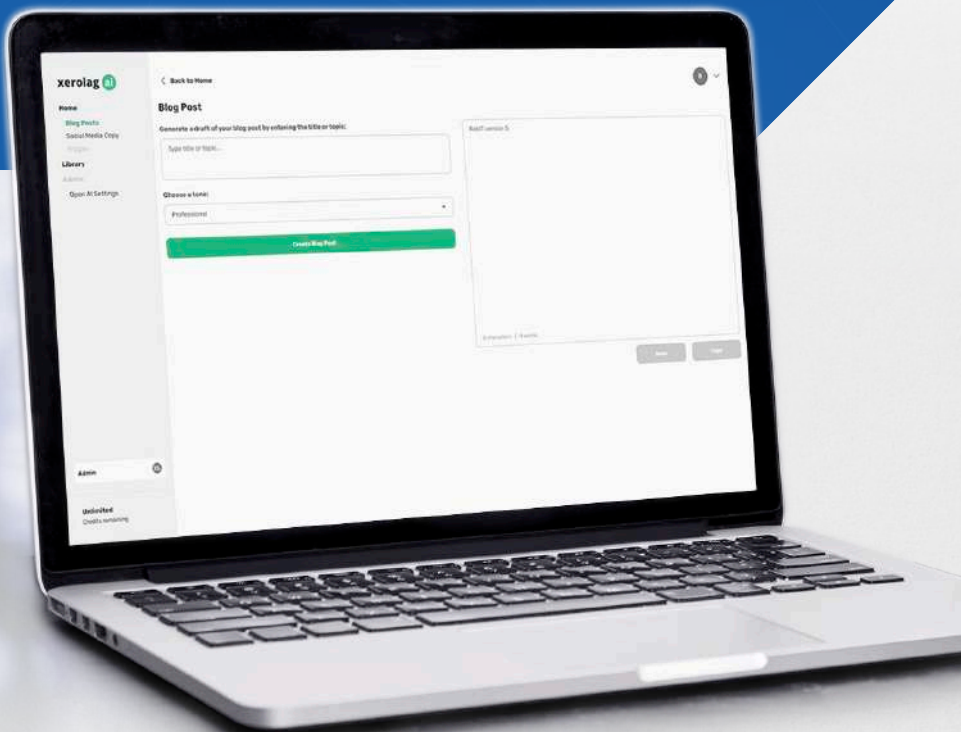 xerolag ai
Home
Blog Posts
Social Media Copy
Library
Admin
Open AI Settings
Admin
Unlimited
Credits remaining
Back to Home
Blog Post
Generate a draft of your blog post by entering the title or topic:
Type title or topic...
Choose a tone:
Professional
Create Blog Post